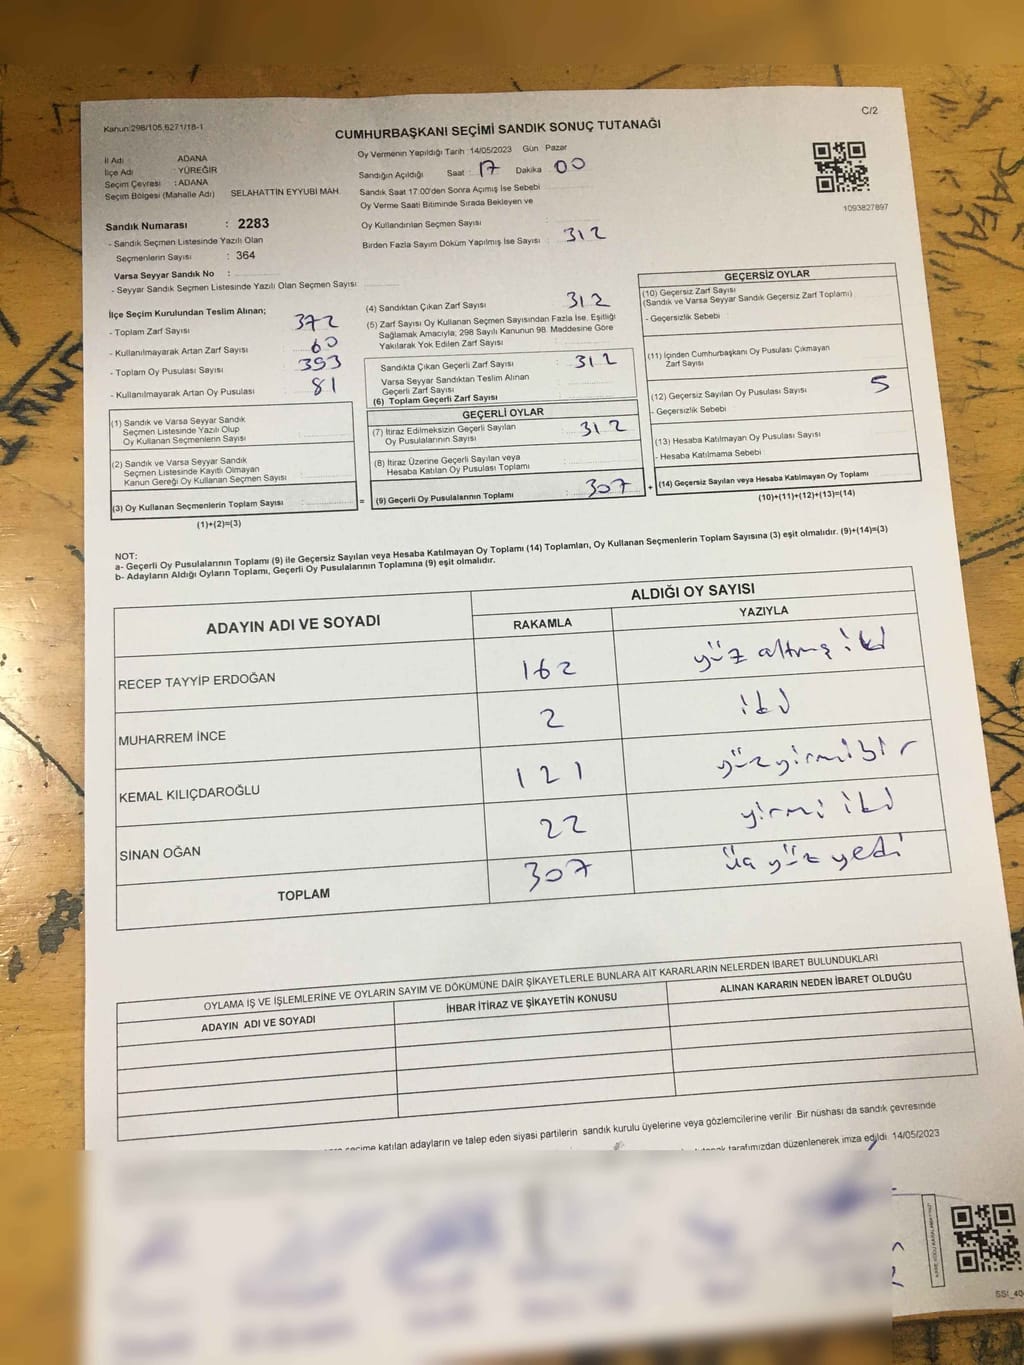 Kanun:298/105,6271/18-1
C/2
CUMHURBAŞKANI SEÇİMİ SANDIK SONUÇ TUTANAĞI
İl Adı : ADANA
İlçe Adı : YÜREĞİR
Seçim Çevresi : ADANA
Seçim Bölgesi (Mahalle Adı) SELAHATTİN EYYUBİ MAH.
Oy Vermenin Yapıldığı Tarih :14/05/2023 Gün Pazar
Sandığın Açıldığı Saat : 17 Dakika 00
Sandık Saat 17:00'den Sonra Açımış İse Sebebi
Oy Verme Saati Bitiminde Sırada Bekleyen ve
Oy Kullandırılan Seçmen Sayısı :
Birden Fazla Sayım Döküm Yapılmış İse Sayısı : 312
1093827897
Sandık Numarası : 2283
- Sandık Seçmen Listesinde Yazılı Olan
Seçmenlerin Sayısı : 364
Varsa Seyyar Sandık No :
- Seyyar Sandık Seçmen Listesinde Yazılı Olan Seçmen Sayısı:
İlçe Seçim Kurulundan Teslim Alınan;
- Toplam Zarf Sayısı : 372
- Kullanılmayarak Artan Zarf Sayısı : 60
- Toplam Oy Pusulası Sayısı : 393
- Kullanılmayarak Artan Oy Pusulası : 81
(1) Sandık ve Varsa Seyyar Sandık
Seçmen Listesinde Yazılı Olup
Oy Kullanan Seçmenlerin Sayısı :
(2) Sandık ve Varsa Seyyar Sandık
Seçmen Listesinde Kayıtlı Olmayan
Kanun Gereği Oy Kullanan Seçmen Sayısı :
(3) Oy Kullanan Seçmenlerin Toplam Sayısı :
(1)+(2)=(3)
(4) Sandıktan Çıkan Zarf Sayısı : 312
(5) Zarf Sayısı Oy Kullanan Seçmen Sayısından Fazla İse, Eşitliği
Sağlamak Amacıyla; 298 Sayılı Kanunun 98. Maddesine Göre
Yakılarak Yok Edilen Zarf Sayısı :
Sandıkta Çıkan Geçerli Zarf Sayısı : 312
Varsa Seyyar Sandıktan Teslim Alınan
Geçerli Zarf Sayısı :
(6) Toplam Geçerli Zarf Sayısı :
GEÇERLİ OYLAR
(7) İtiraz Edilmeksizin Geçerli Sayılan
Oy Pusulalarının Sayısı : 312
(8) İtiraz Üzerine Geçerli Sayılan veya
Hesaba Katılan Oy Pusulası Toplamı :
= (9) Geçerli Oy Pusulalarının Toplamı : 307 +
GEÇERSİZ OYLAR
(10) Geçersiz Zarf Sayısı
(Sandık ve Varsa Seyyar Sandık Geçersiz Zarf Toplamı)
- Geçersizlik Sebebi
(11) İçinden Cumhurbaşkanı Oy Pusulası Çıkmayan
Zarf Sayısı
(12) Geçersiz Sayılan Oy Pusulası Sayısı 5
- Geçersizlik Sebebi
(13) Hesaba Katılmayan Oy Pusulası Sayısı
- Hesaba Katılmama Sebebi
(14) Geçersiz Sayılan veya Hesaba Katılmayan Oy Toplamı
(10)+(11)+(12)+(13)=(14)
NOT:
a- Geçerli Oy Pusulalarının Toplamı (9) ile Geçersiz Sayılan veya Hesaba Katılmayan Oy Toplamı (14) Toplamları, Oy Kullanan Seçmenlerin Toplam Sayısına (3) eşit olmalıdır. (9)+(14)=(3)
b- Adayların Aldığı Oyların Toplamı, Geçerli Oy Pusulalarının Toplamına (9) eşit olmalıdır.
ADAYIN ADI VE SOYADI
ALDIĞI OY SAYISI
RAKAMLA YAZIYLA
RECEP TAYYİP ERDOĞAN 162 yüz altmış iki
MUHARREM İNCE 2 iki
KEMAL KILIÇDAROĞLU 121 yüzyirmibir
SİNAN OĞAN 22 yirmi iki
TOPLAM 307 üç yüz yedi
OYLAMA İŞ VE İŞLEMLERİNE VE OYLARIN SAYIM VE DÖKÜMÜNE DAİR ŞİKAYETLERLE BUNLARA AİT KARARLARIN NELERDEN İBARET BULUNDUKLARI
ADAYIN ADI VE SOYADI İHBAR İTİRAZ VE ŞİKAYETİN KONUSU ALINAN KARARIN NEDEN İBARET OLDUĞU
seçime katılan adayların ve talep eden siyasi partilerin sandık kurulu üyelerine veya gözlemcilerine verilir. Bir nüshası da sandık çevresinde
tarafımızdan düzenlenerek imza edildi. 14/05/2023